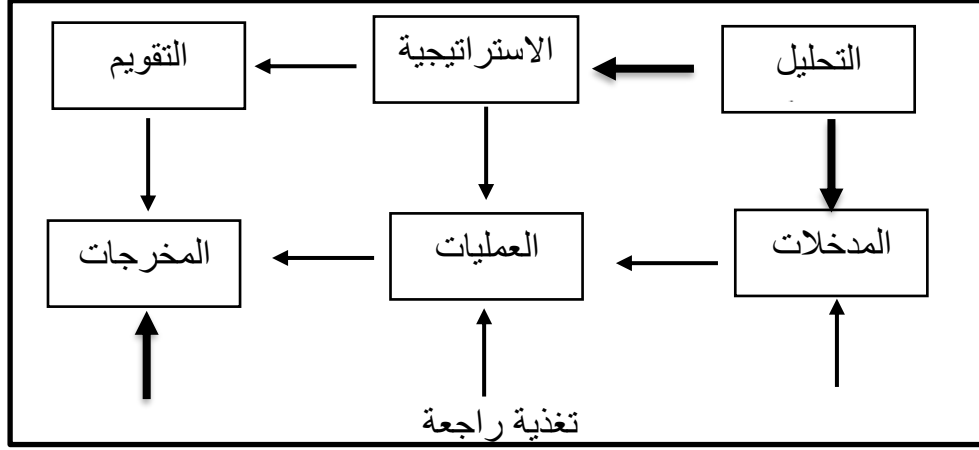 التحليل
الاستراتيجية
التقويم
المدخلات
العمليات
المخرجات
تغذية راجعة